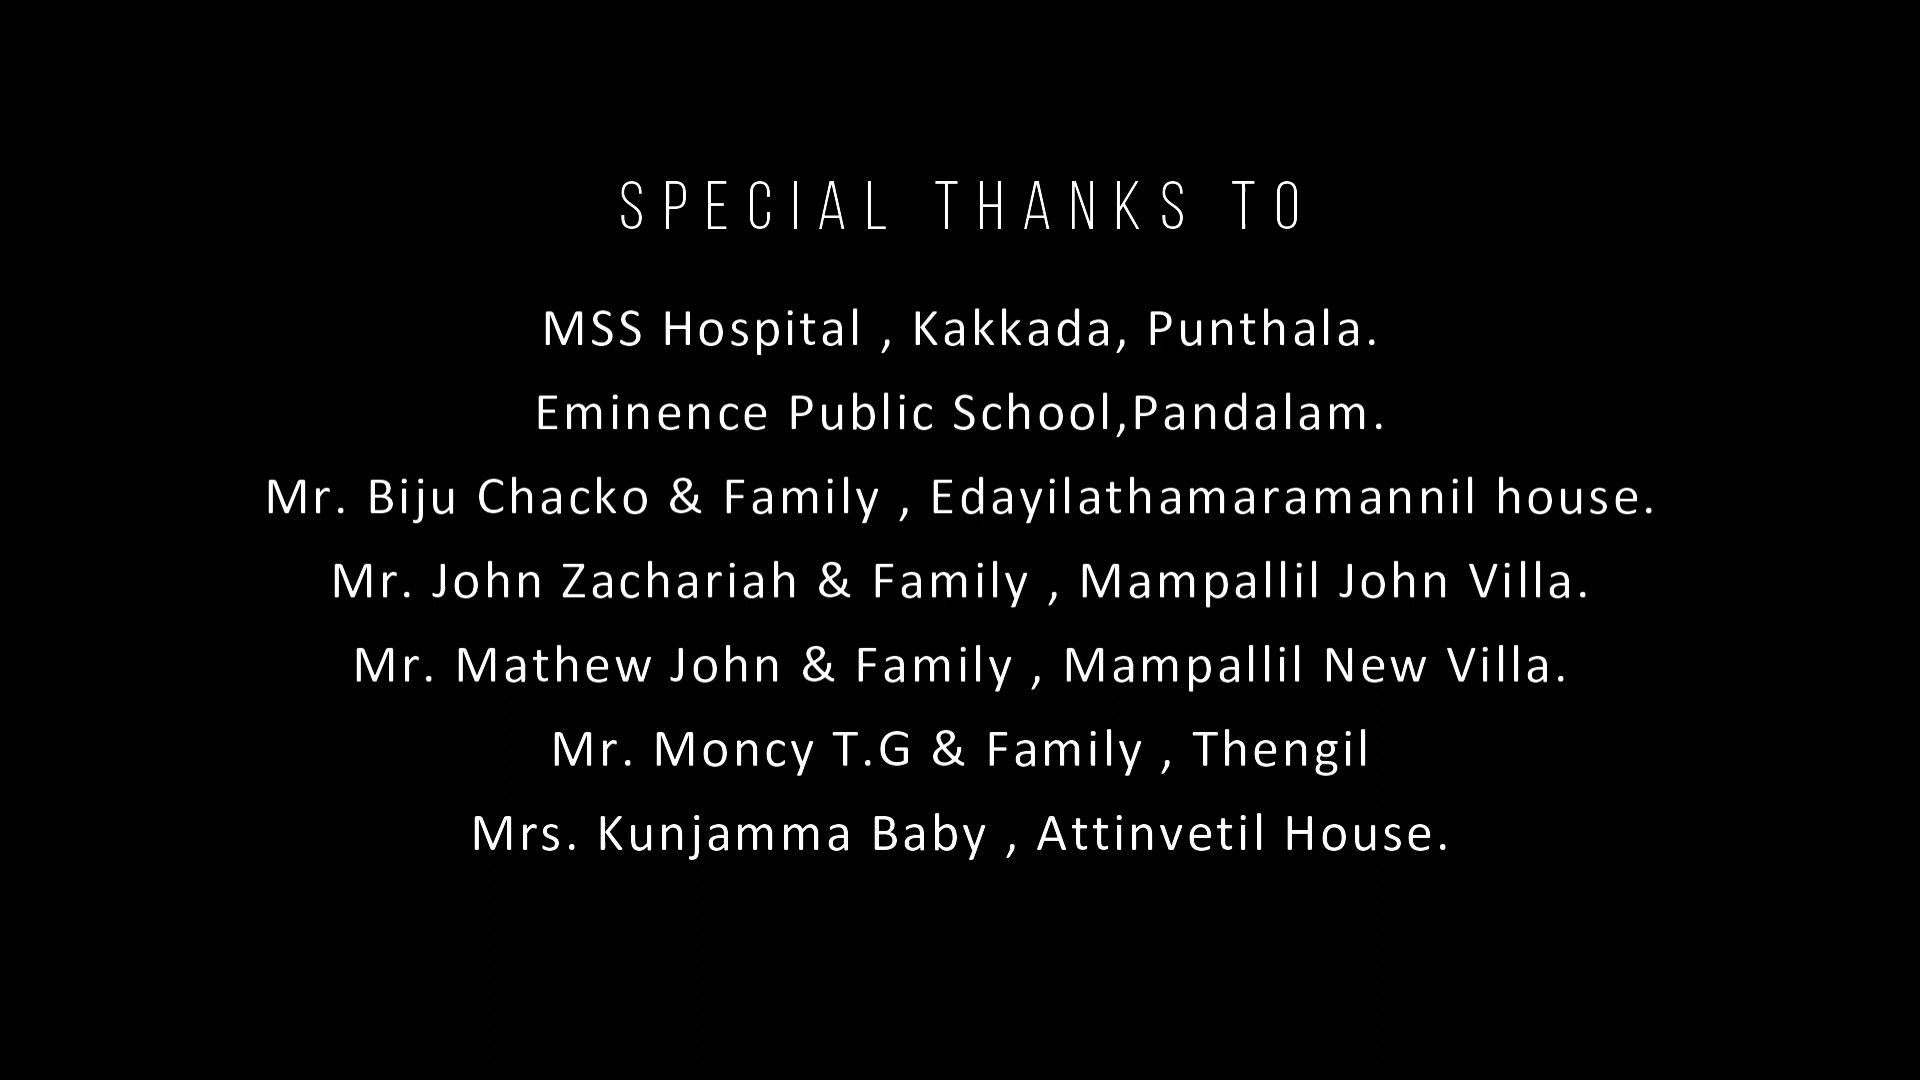 SPECIAL THANKS TO
MSS Hospital , Kakkada, Punthala.
Eminence Public School,Pandalam.
Mr. Biju Chacko & Family , Edayilathamaramannil house.
Mr. John Zachariah & Family , Mampallil John Villa.
Mr. Mathew John & Family , Mampallil New Villa.
Mr. Moncy T.G & Family , Thengil
Mrs. Kunjamma Baby , Attinvetil House.